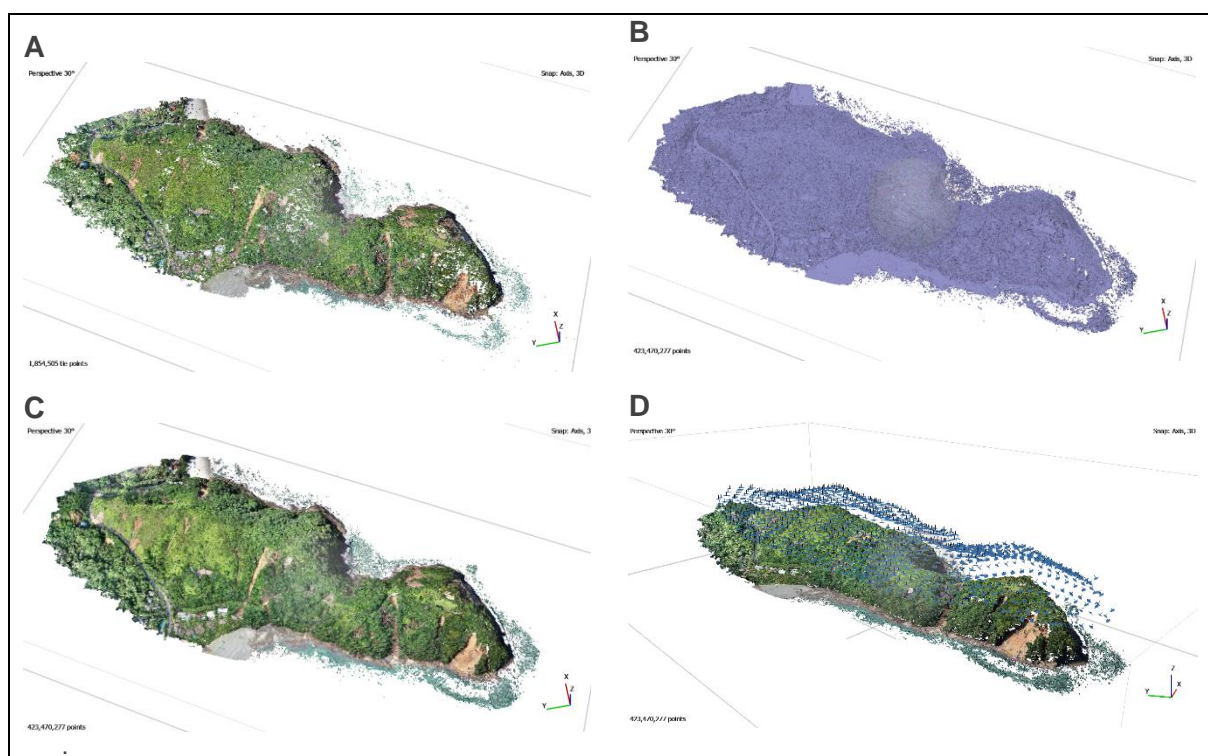 A
Perspective 30°
Snap: Axis, 3D
X
Z
Y
1,854,505 tie points
B
Perspective 30°
Snap: Axis, 3D
X
Z
Y
423,470,277 points
C
Perspective 30°
Snap: Axis, 3
X
Z
Y
423,470,277 points
D
Perspective 30°
Snap: Axis, 3D
Z
Y
X
423,470,277 points